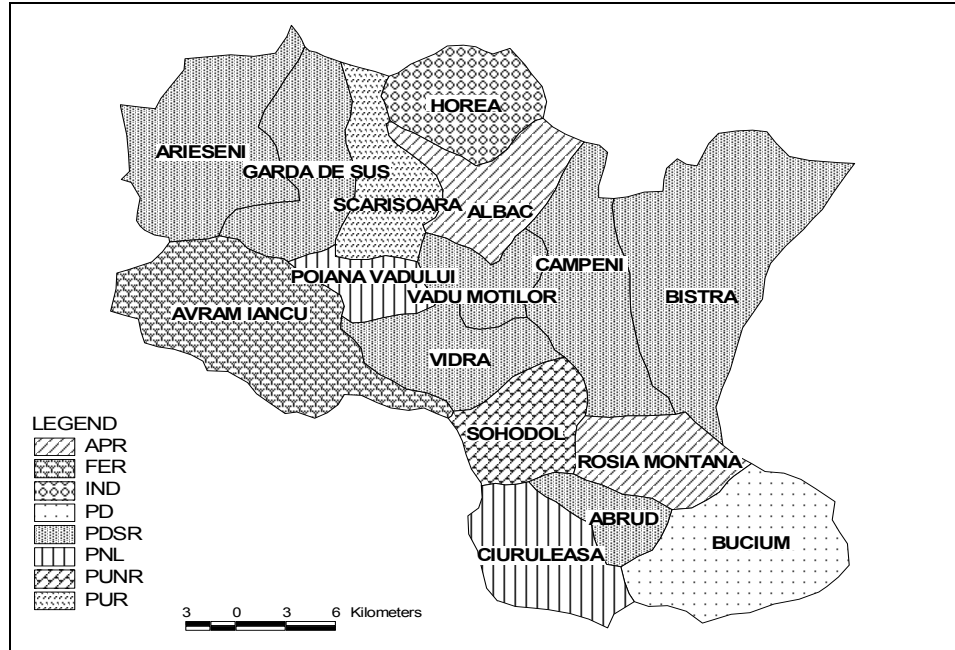 HOREA
ARIESENI
GARDA DE SUS
SCARISOARA
ALBAC
CAMPENI
POIANA VADULUI
VADU MOTILOR
BISTRA
AVRAM IANCU
VIDRA
LEGEND
APR
FER
IND
PD
PDSR
PNL
PUNR
PUR
SOHODOL
ROSIA MONTANA
ABRUD
CIURULEASA
BUCIUM
3 0 3 6 Kilometers